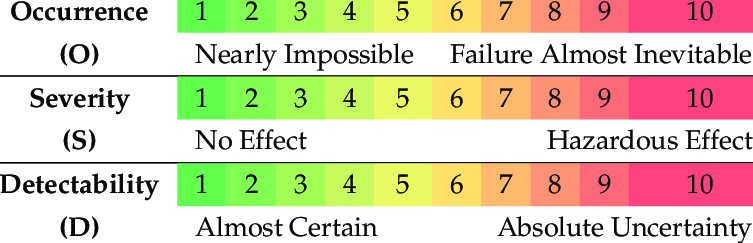 Occurrence 1 2 3 4 5 6 7 8 9 10
(O) Nearly Impossible Failure Almost Inevitable
Severity 1 2 3 4 5 6 7 8 9 10
(S) No Effect Hazardous Effect
Detectability 1 2 3 4 5 6 7 8 9 10
(D) Almost Certain Absolute Uncertainty